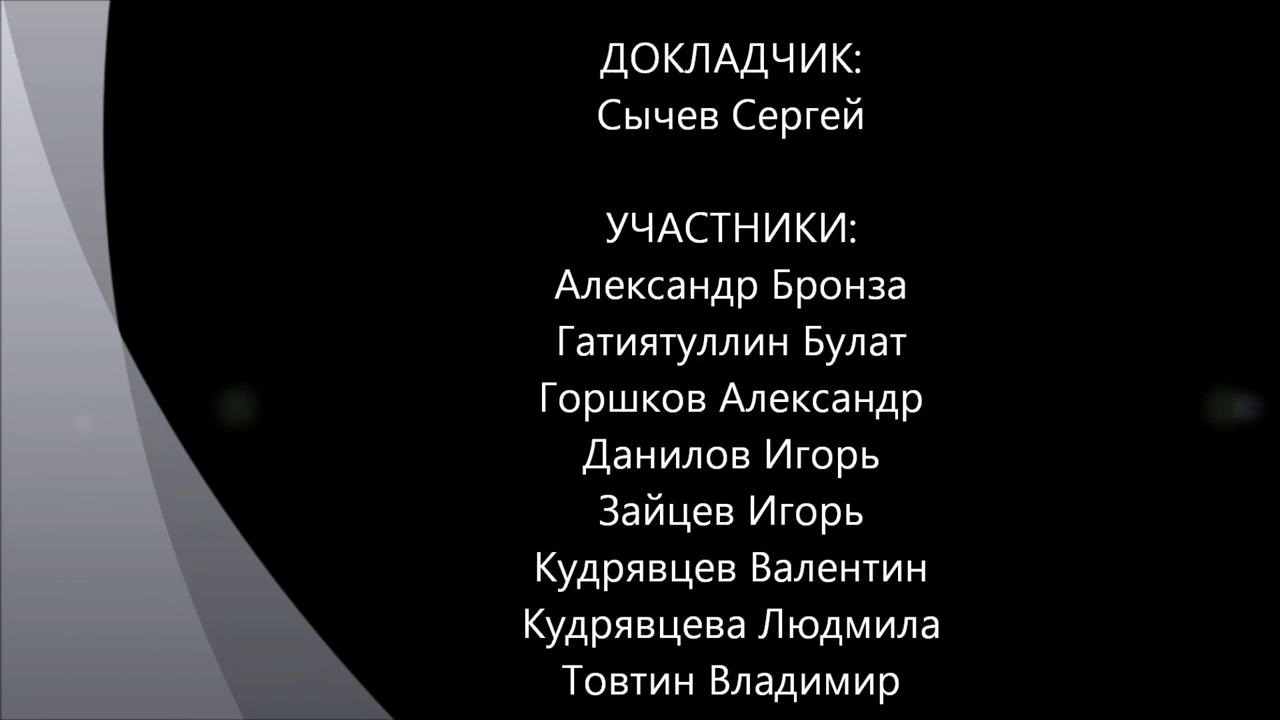 ДОКЛАДЧИК:
Сычев Сергей
УЧАСТНИКИ:
Александр Бронза
Гатиятуллин Булат
Горшков Александр
Данилов Игорь
Зайцев Игорь
Кудрявцев Валентин
Кудрявцева Людмила
Товтин Владимир